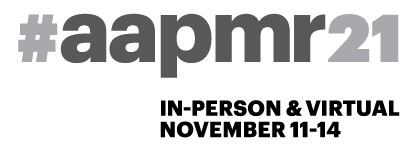 #aapmr21
IN-PERSON & VIRTUAL
NOVEMBER 11-14